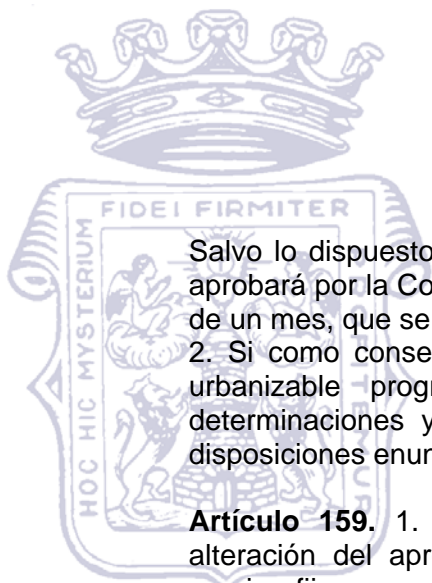 FIDEI FIRMITER
HOC HIC MYSTERIUM
PROFITEMUR
Salvo lo dispuesto
aprobará por la Co
de un mes, que se
2. Si como conse
urbanizable progr
determinaciones y
disposiciones enur
Artículo 159. 1.
alteración del apr